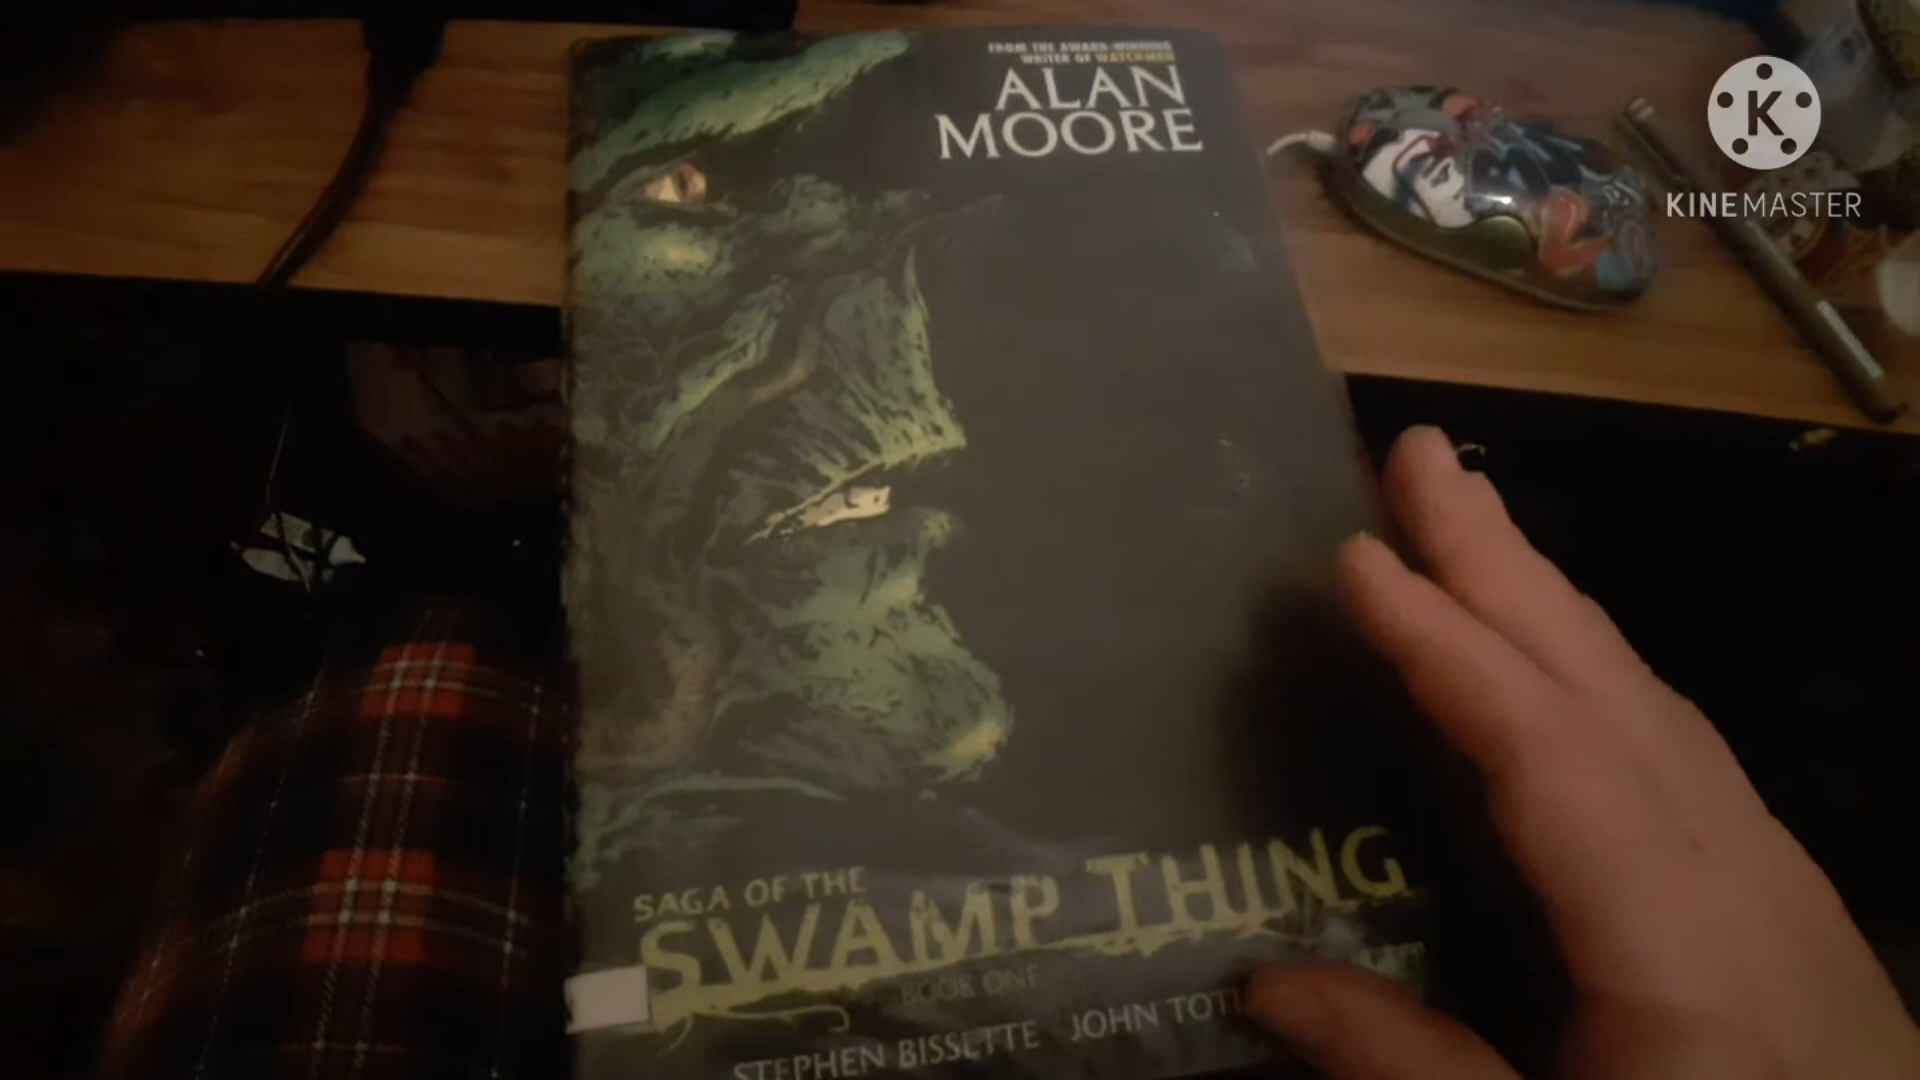 FROM THE AWARD-WINNING
WRITER OF WATCHMEN
ALAN
MOORE
K
KINEMASTER
SAGA OF THE
SWAMP THING
BOOK ONE
STEPHEN BISSETTE JOHN